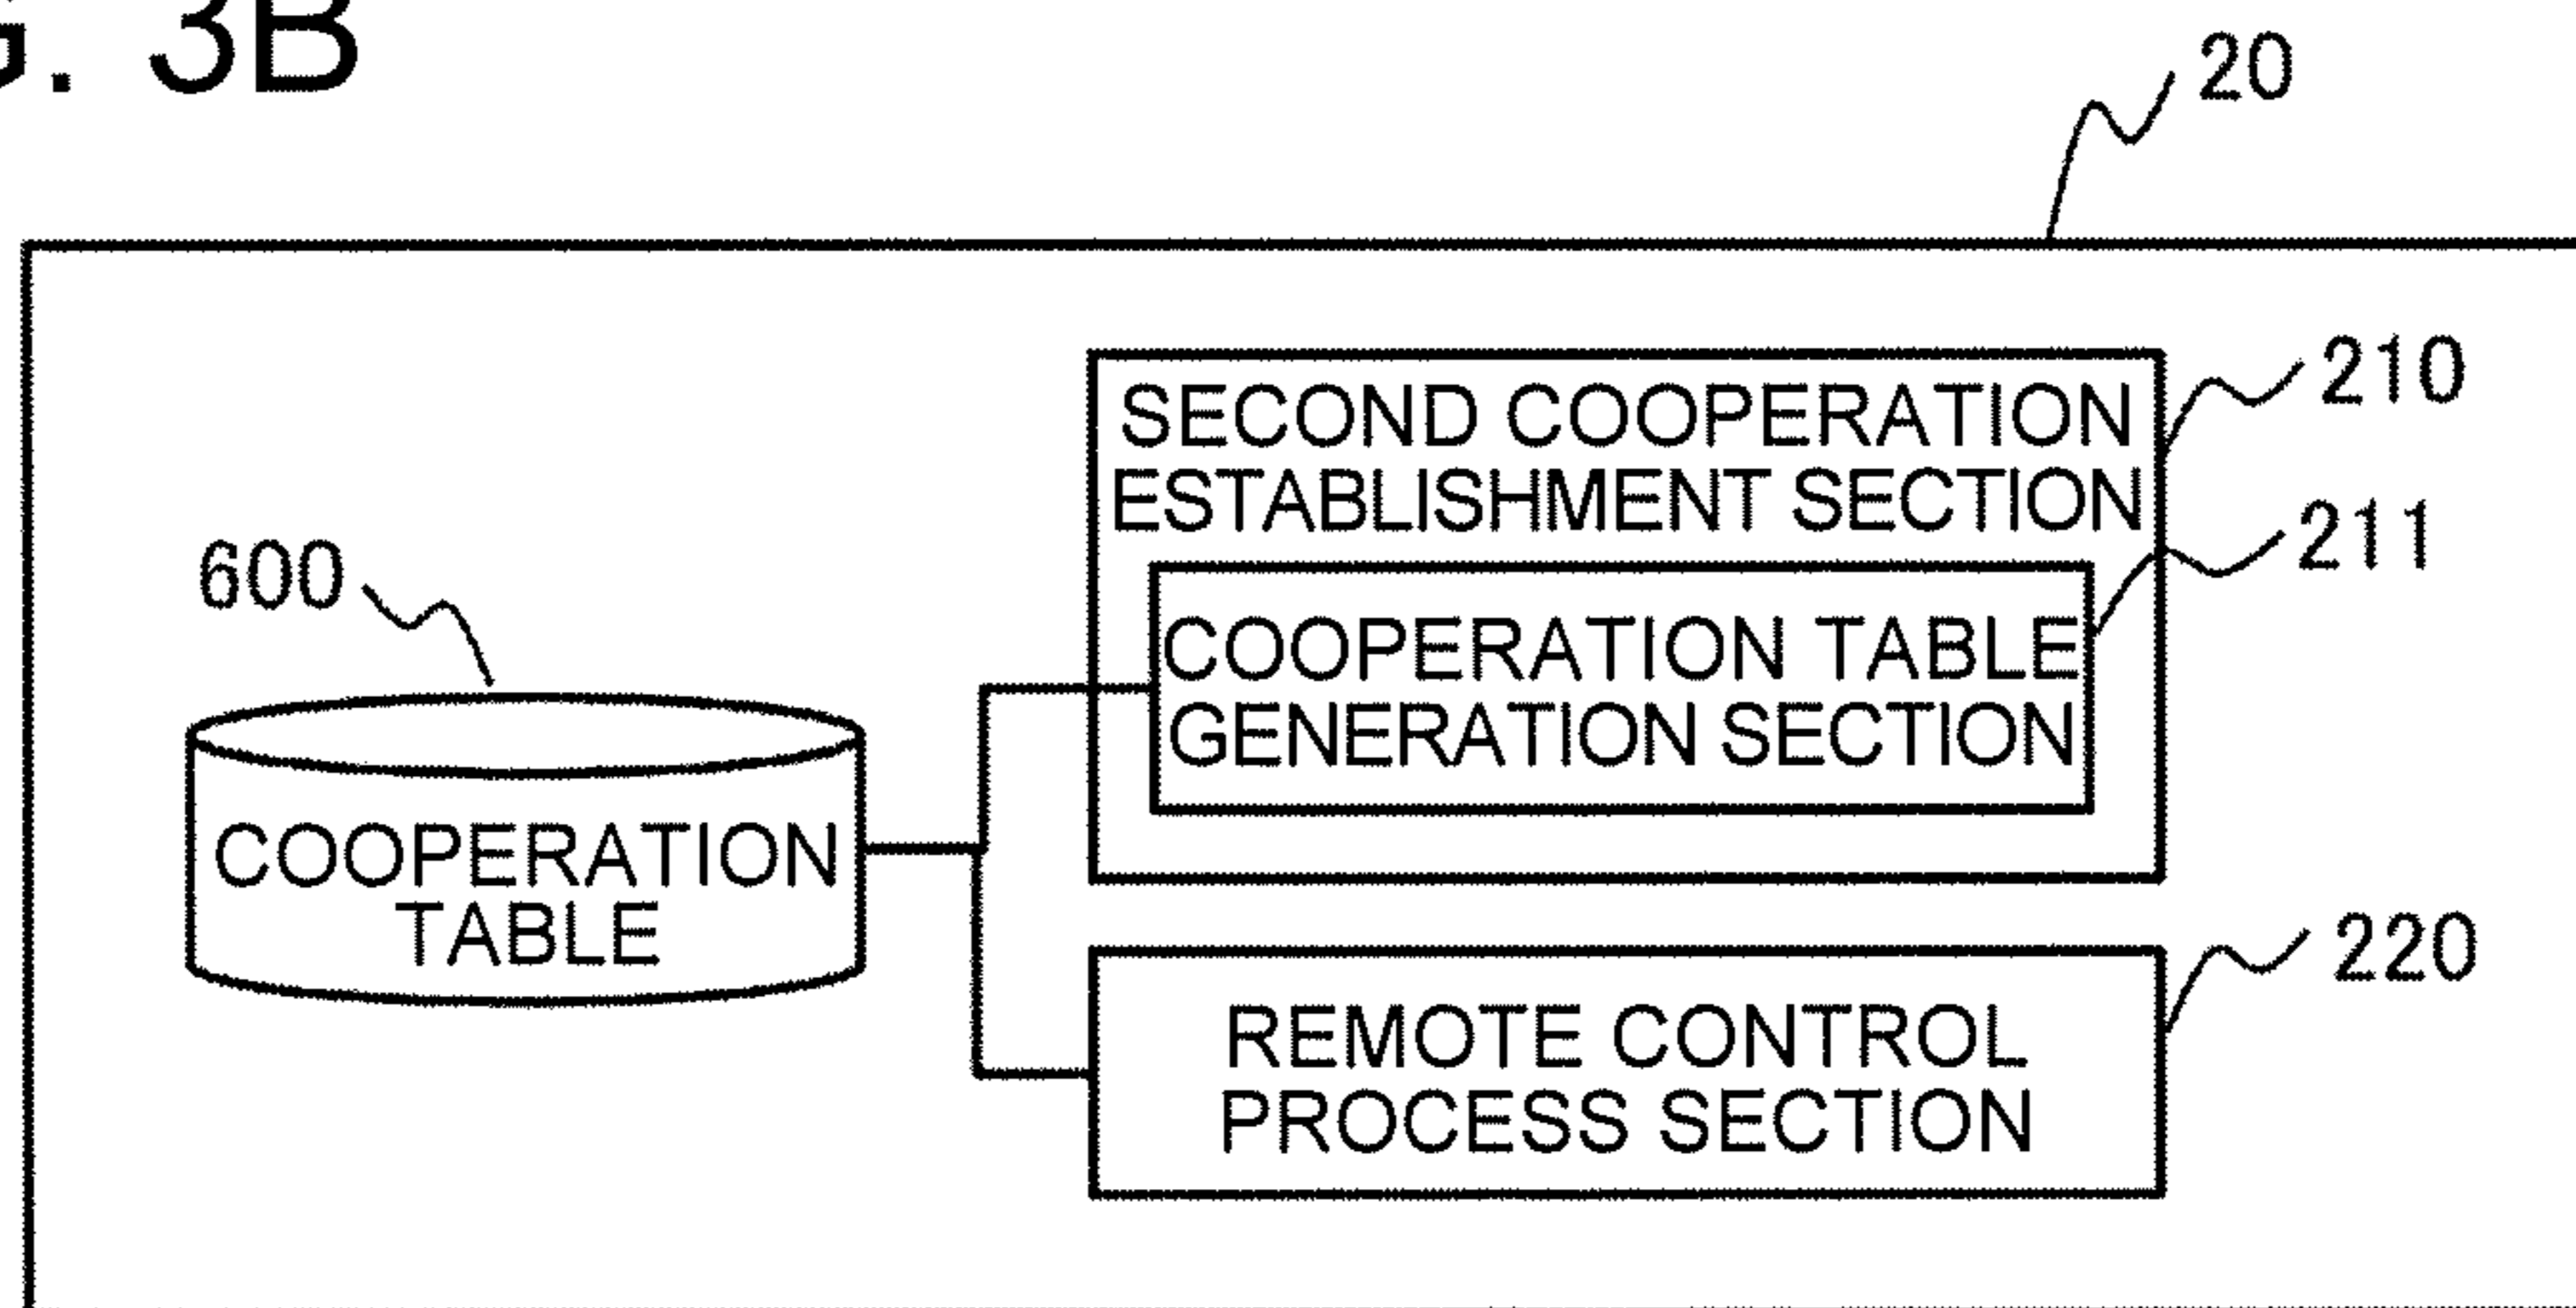 G. 3B
20
210
SECOND COOPERATION
ESTABLISHMENT SECTION
211
600
COOPERATION TABLE
GENERATION SECTION
COOPERATION
TABLE
220
REMOTE CONTROL
PROCESS SECTION